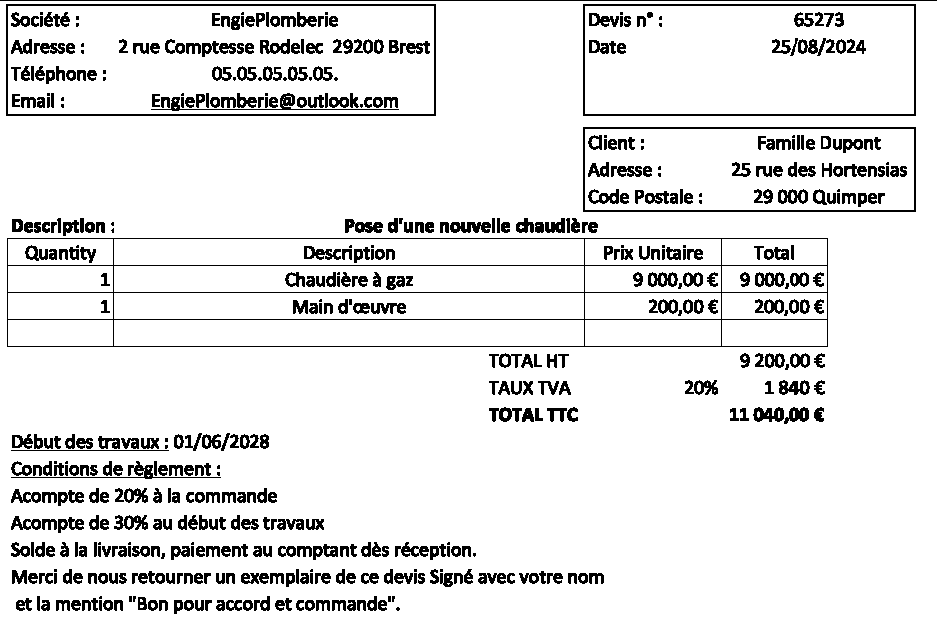 Société : EngiePlomberie
Adresse : 2 rue Comptesse Rodelec 29200 Brest
Téléphone : 05.05.05.05.05.
Email : EngiePlomberie@outlook.com
Devis n° : 65273
Date 25/08/2024
Client : Famille Dupont
Adresse : 25 rue des Hortensias
Code Postale : 29 000 Quimper
Description : Pose d'une nouvelle chaudière
Quantity Description Prix Unitaire Total
1 Chaudière à gaz 9 000,00 € 9 000,00 €
1 Main d'œuvre 200,00 € 200,00 €
TOTAL HT 9 200,00 €
TAUX TVA 20% 1 840 €
TOTAL TTC 11 040,00 €
Début des travaux : 01/06/2028
Conditions de règlement :
Acompte de 20% à la commande
Acompte de 30% au début des travaux
Solde à la livraison, paiement au comptant dès réception.
Merci de nous retourner un exemplaire de ce devis Signé avec votre nom
et la mention "Bon pour accord et commande".